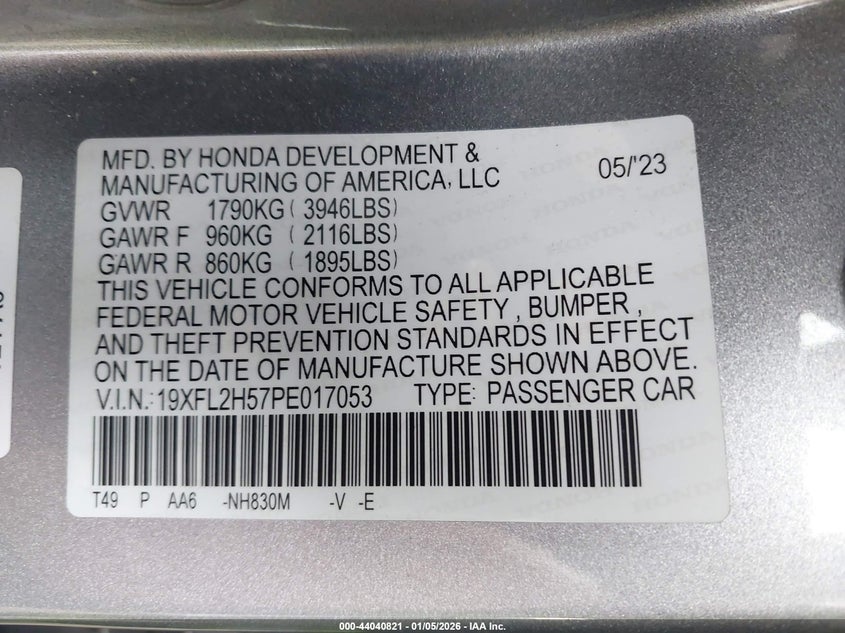 MFD. BY HONDA DEVELOPMENT &
MANUFACTURING OF AMERICA, LLC 05/'23
GVWR 1790KG ( 3946LBS)
GAWR F 960KG ( 2116LBS)
GAWR R 860KG ( 1895LBS)
THIS VEHICLE CONFORMS TO ALL APPLICABLE
FEDERAL MOTOR VEHICLE SAFETY , BUMPER ,
AND THEFT PREVENTION STANDARDS IN EFFECT
ON THE DATE OF MANUFACTURE SHOWN ABOVE.
V.I.N.: 19XFL2H57PE017053 TYPE: PASSENGER CAR
T49 P AA6 -NH830M -V -E
HONDA
000-44040821 - 01/05/2026 - IAA Inc.